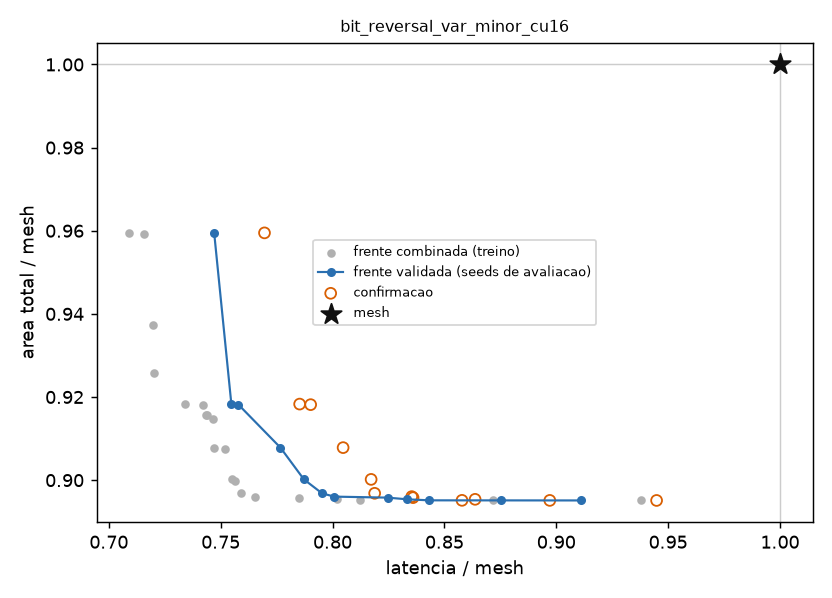 bit_reversal_var_minor_cu16
area total / mesh
1.00
0.98
0.96
0.94
0.92
0.90
frente combinada (treino)
frente validada (seeds de avaliacao)
confirmacao
mesh
0.70 0.75 0.80 0.85 0.90 0.95 1.00
latencia / mesh